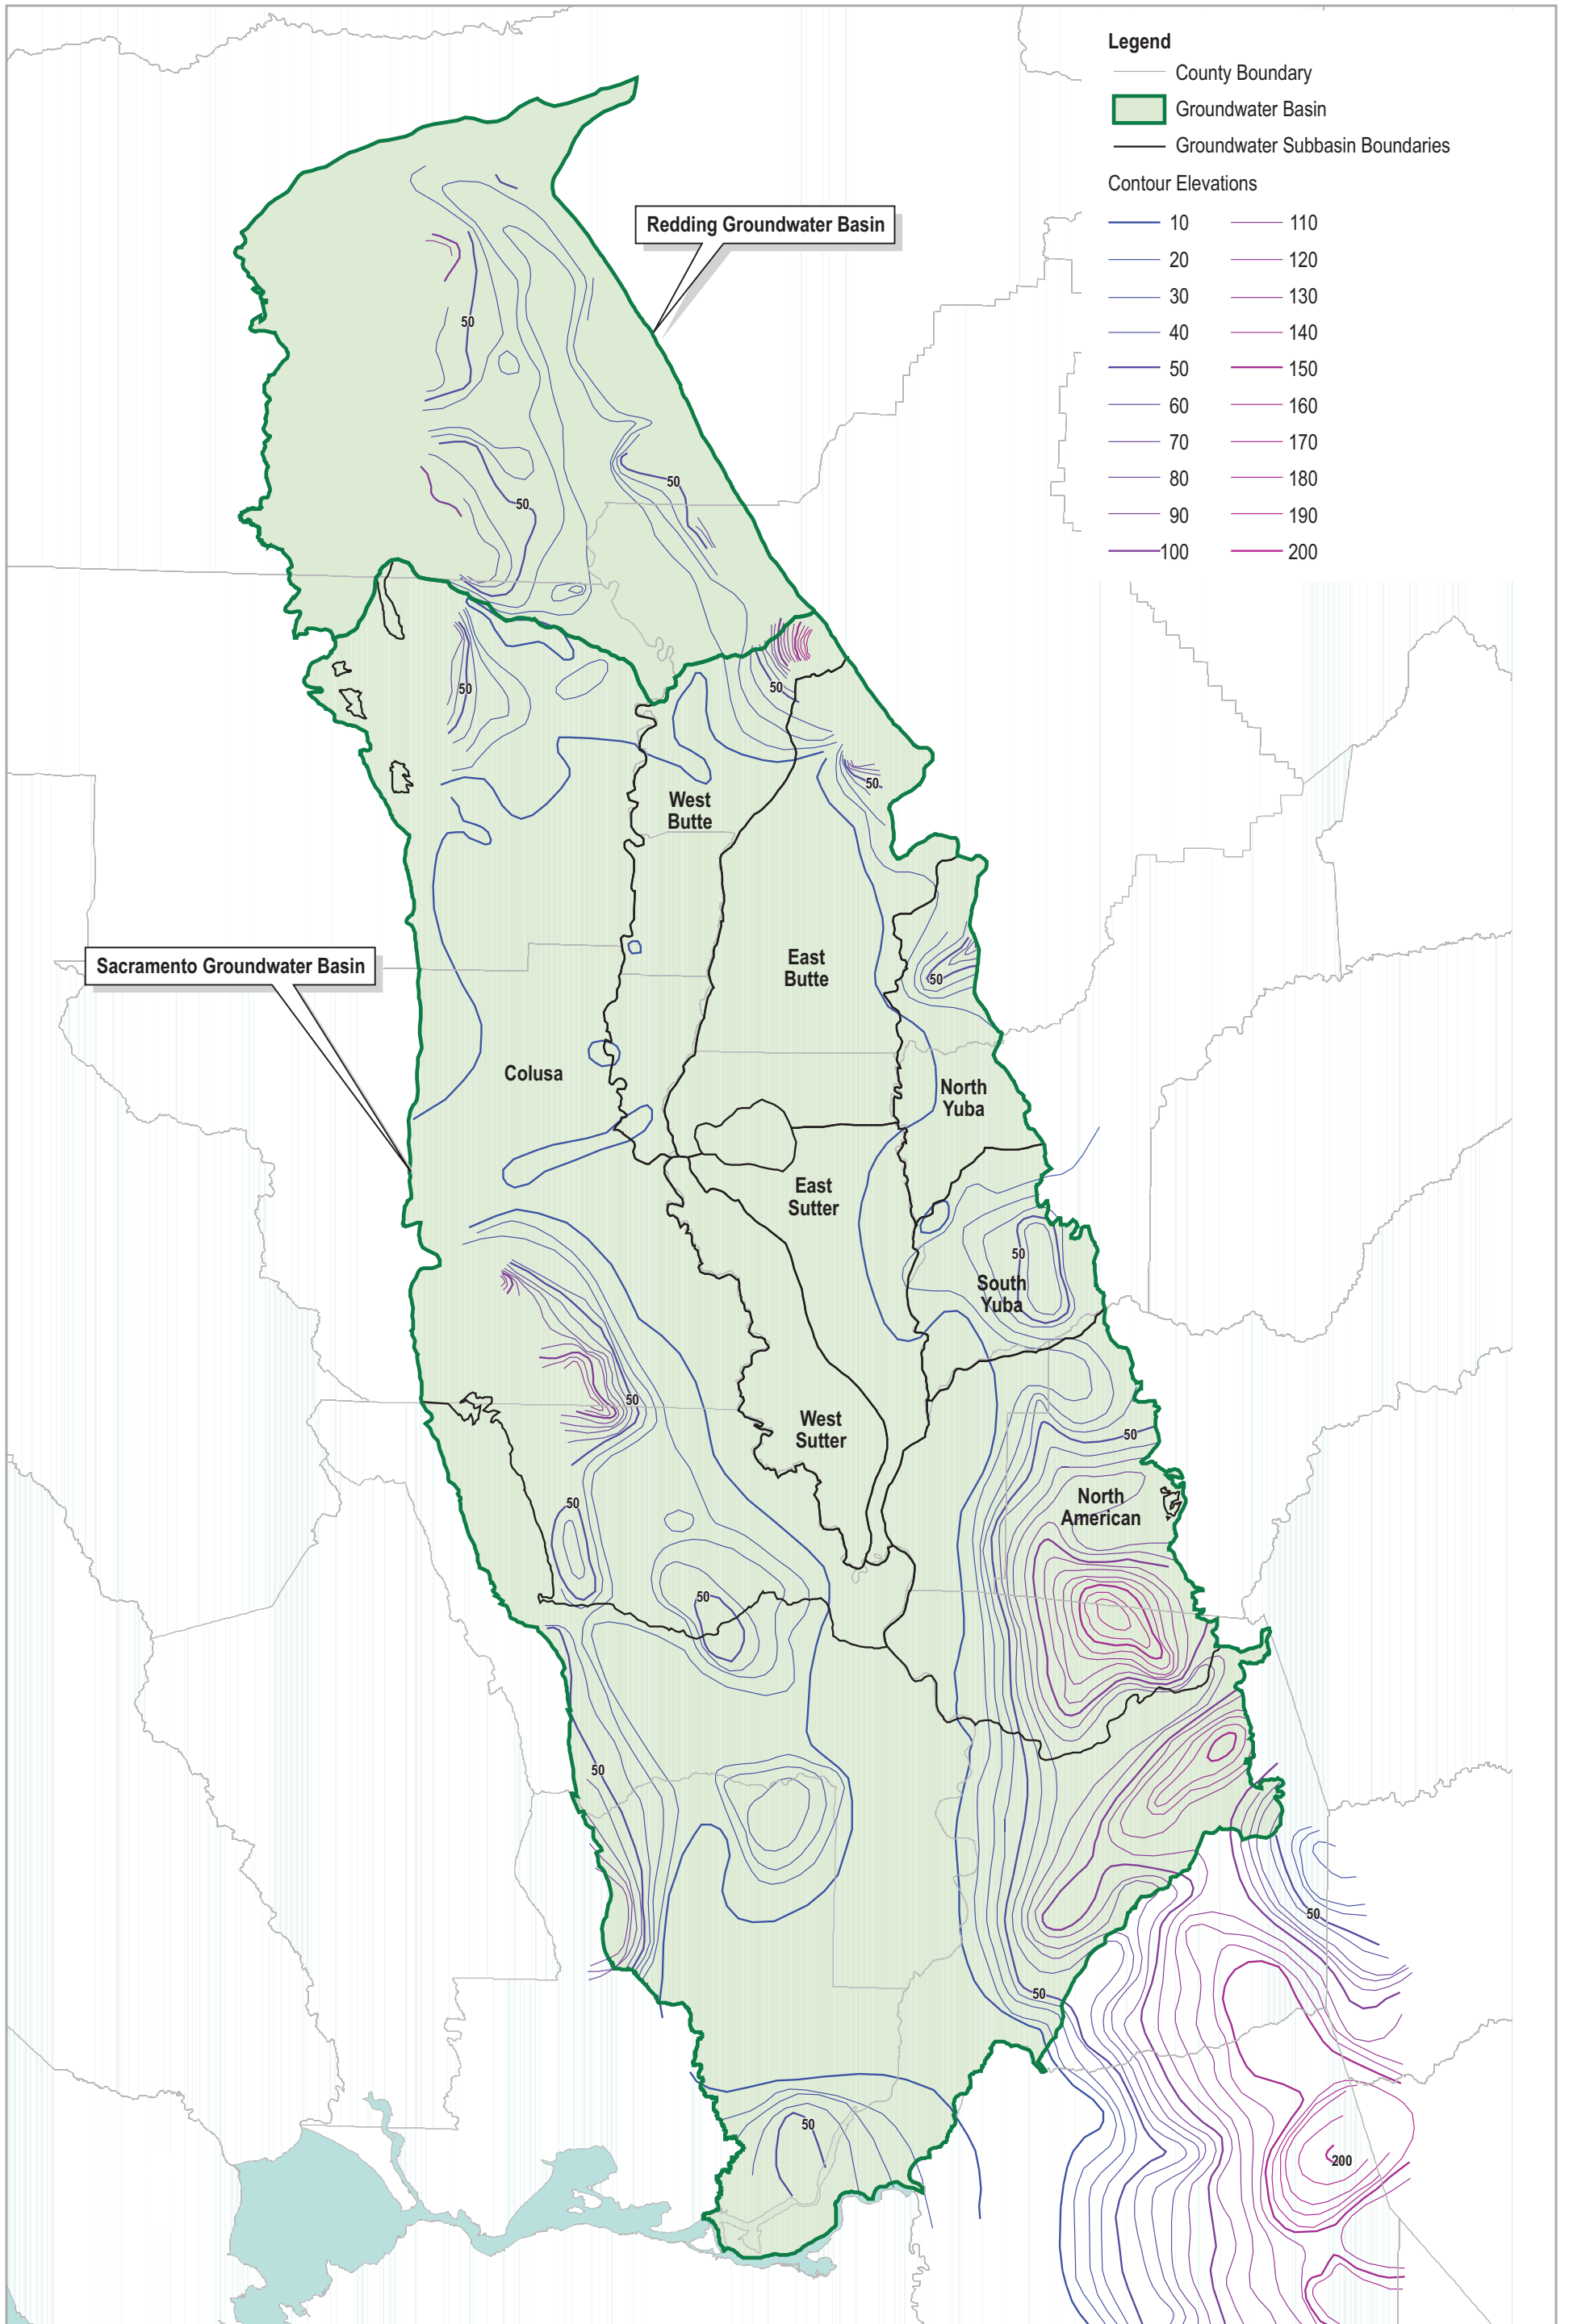 Legend
County Boundary
Groundwater Basin
Groundwater Subbasin Boundaries
Contour Elevations
10 110
20 120
30 130
40 140
50 150
60 160
70 170
80 180
90 190
100 200
Redding Groundwater Basin
50
50
50
50
50
50
West
Butte
Sacramento Groundwater Basin
East
Butte
50
Colusa
North
Yuba
East
Sutter
50
South
Yuba
50
West
Sutter
50
50
North
American
50
50
50
50
50
200